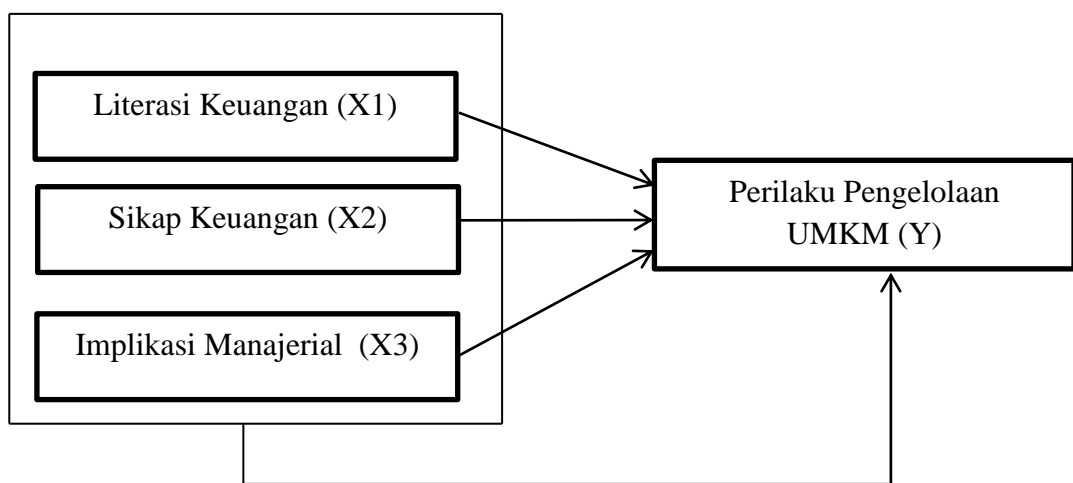 Literasi Keuangan (X1)
Sikap Keuangan (X2)
Implikasi Manajerial  (X3)
Perilaku Pengelolaan
UMKM (Y)